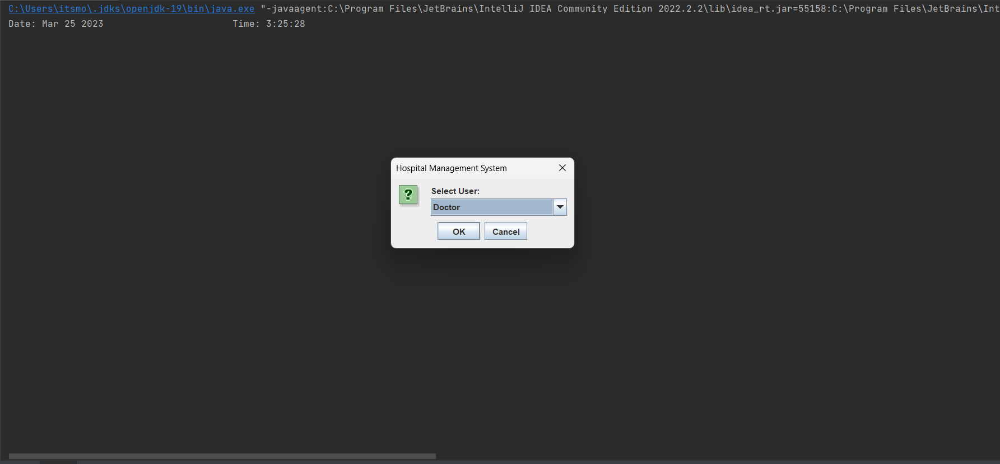 C:\Users\itsmo\.jdks\openjdk-19\bin\java.exe "-javaagent:C:\Program Files\JetBrains\IntelliJ IDEA Community Edition 2022.2.2\lib\idea_rt.jar=55158:C:\Program Files\JetBrains\Int
Date: Mar 25 2023 Time: 3:25:28
Hospital Management System
?
Select User:
Doctor
OK Cancel